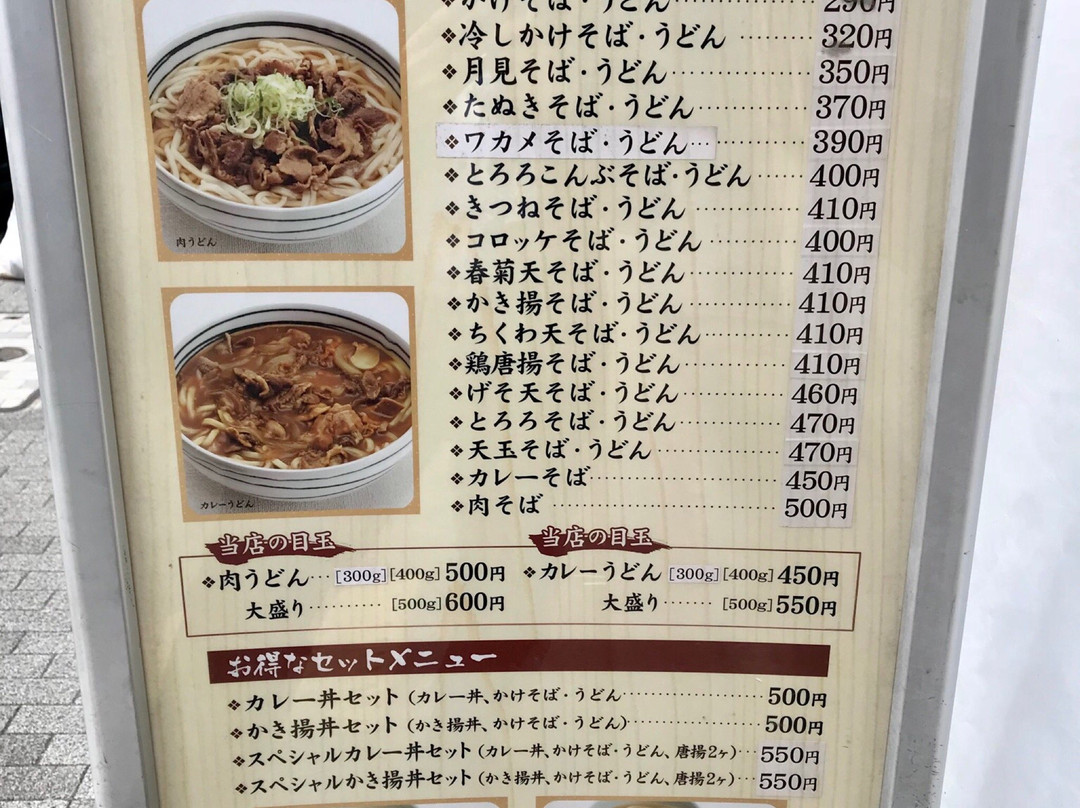 かけそば・うどん 290円
❖冷しかけそば・うどん ………… 320円
❖月見そば・うどん…………… 350円
❖たぬきそば・うどん………… 370円
❖ワカメそば・うどん………… 390円
❖とろろこんぶそば・うどん…… 400円
❖きつねそば・うどん………… 410円
❖コロッケそば・うどん……… 400円
❖春菊天そば・うどん………… 410円
❖かき揚そば・うどん………… 410円
❖ちくわ天そば・うどん……… 410円
❖鶏唐揚そば・うどん………… 410円
❖げそ天そば・うどん………… 460円
❖とろろそば・うどん………… 470円
❖天玉そば・うどん…………… 470円
❖カレーそば…………………… 450円
❖肉そば ……………………… 500円
肉うどん
カレーうどん
当店の目玉
❖肉うどん… [300g][400g] 500円
大盛り………… [500g] 600円
当店の目玉
❖カレーうどん [300g][400g] 450円
大盛り……… [500g] 550円
お得なセットメニュー
❖カレー丼セット (カレー丼、かけそば・うどん………………… 500円
❖かき揚丼セット (かき揚丼、かけそば・うどん)……………… 500円
❖スペシャルカレー丼セット (カレー丼、かけそば・うどん、唐揚2ヶ)… 550円
❖スペシャルかき揚丼セット (かき揚丼、かけそば・うどん、唐揚2ヶ)… 550円